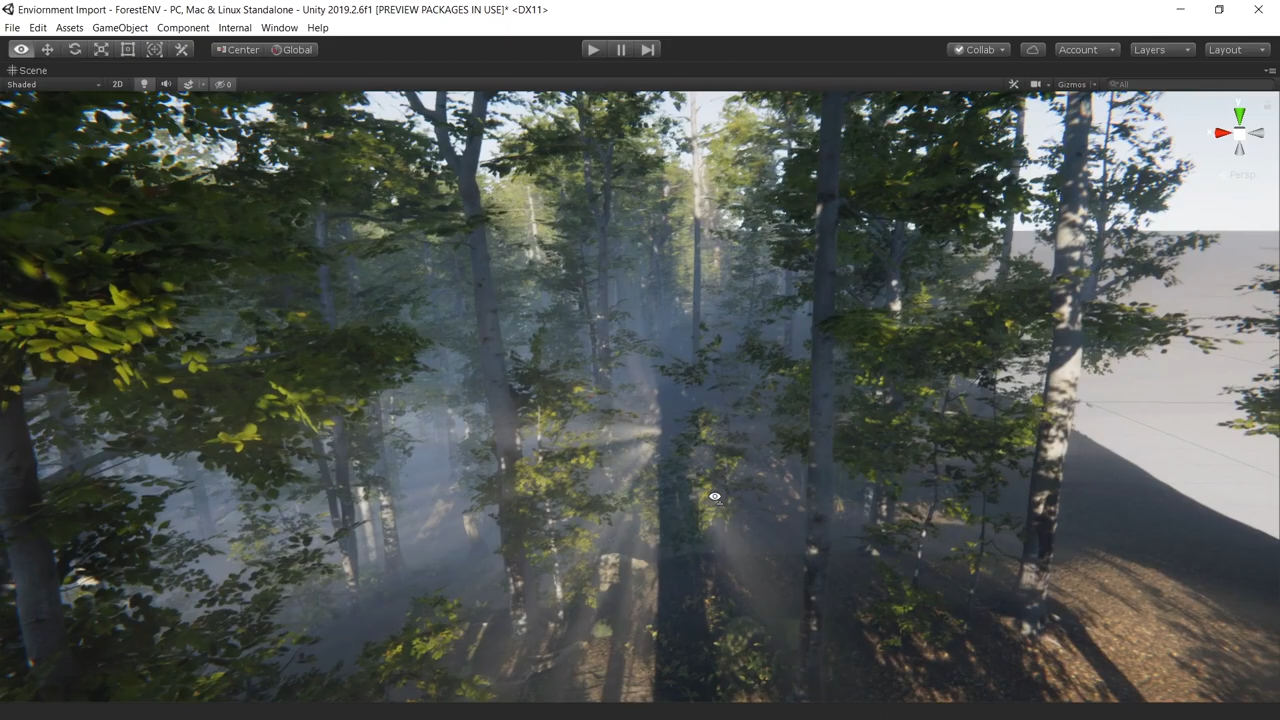 Enviornment Import - ForestENV - PC, Mac & Linux Standalone - Unity 2019.2.6f1 [PREVIEW PACKAGES IN USE]* <DX11>
File Edit Assets GameObject Component Internal Window Help
Center Global Collab Account Layers Layout
Scene
Shaded 2D 0 Gizmos All
y
Persp